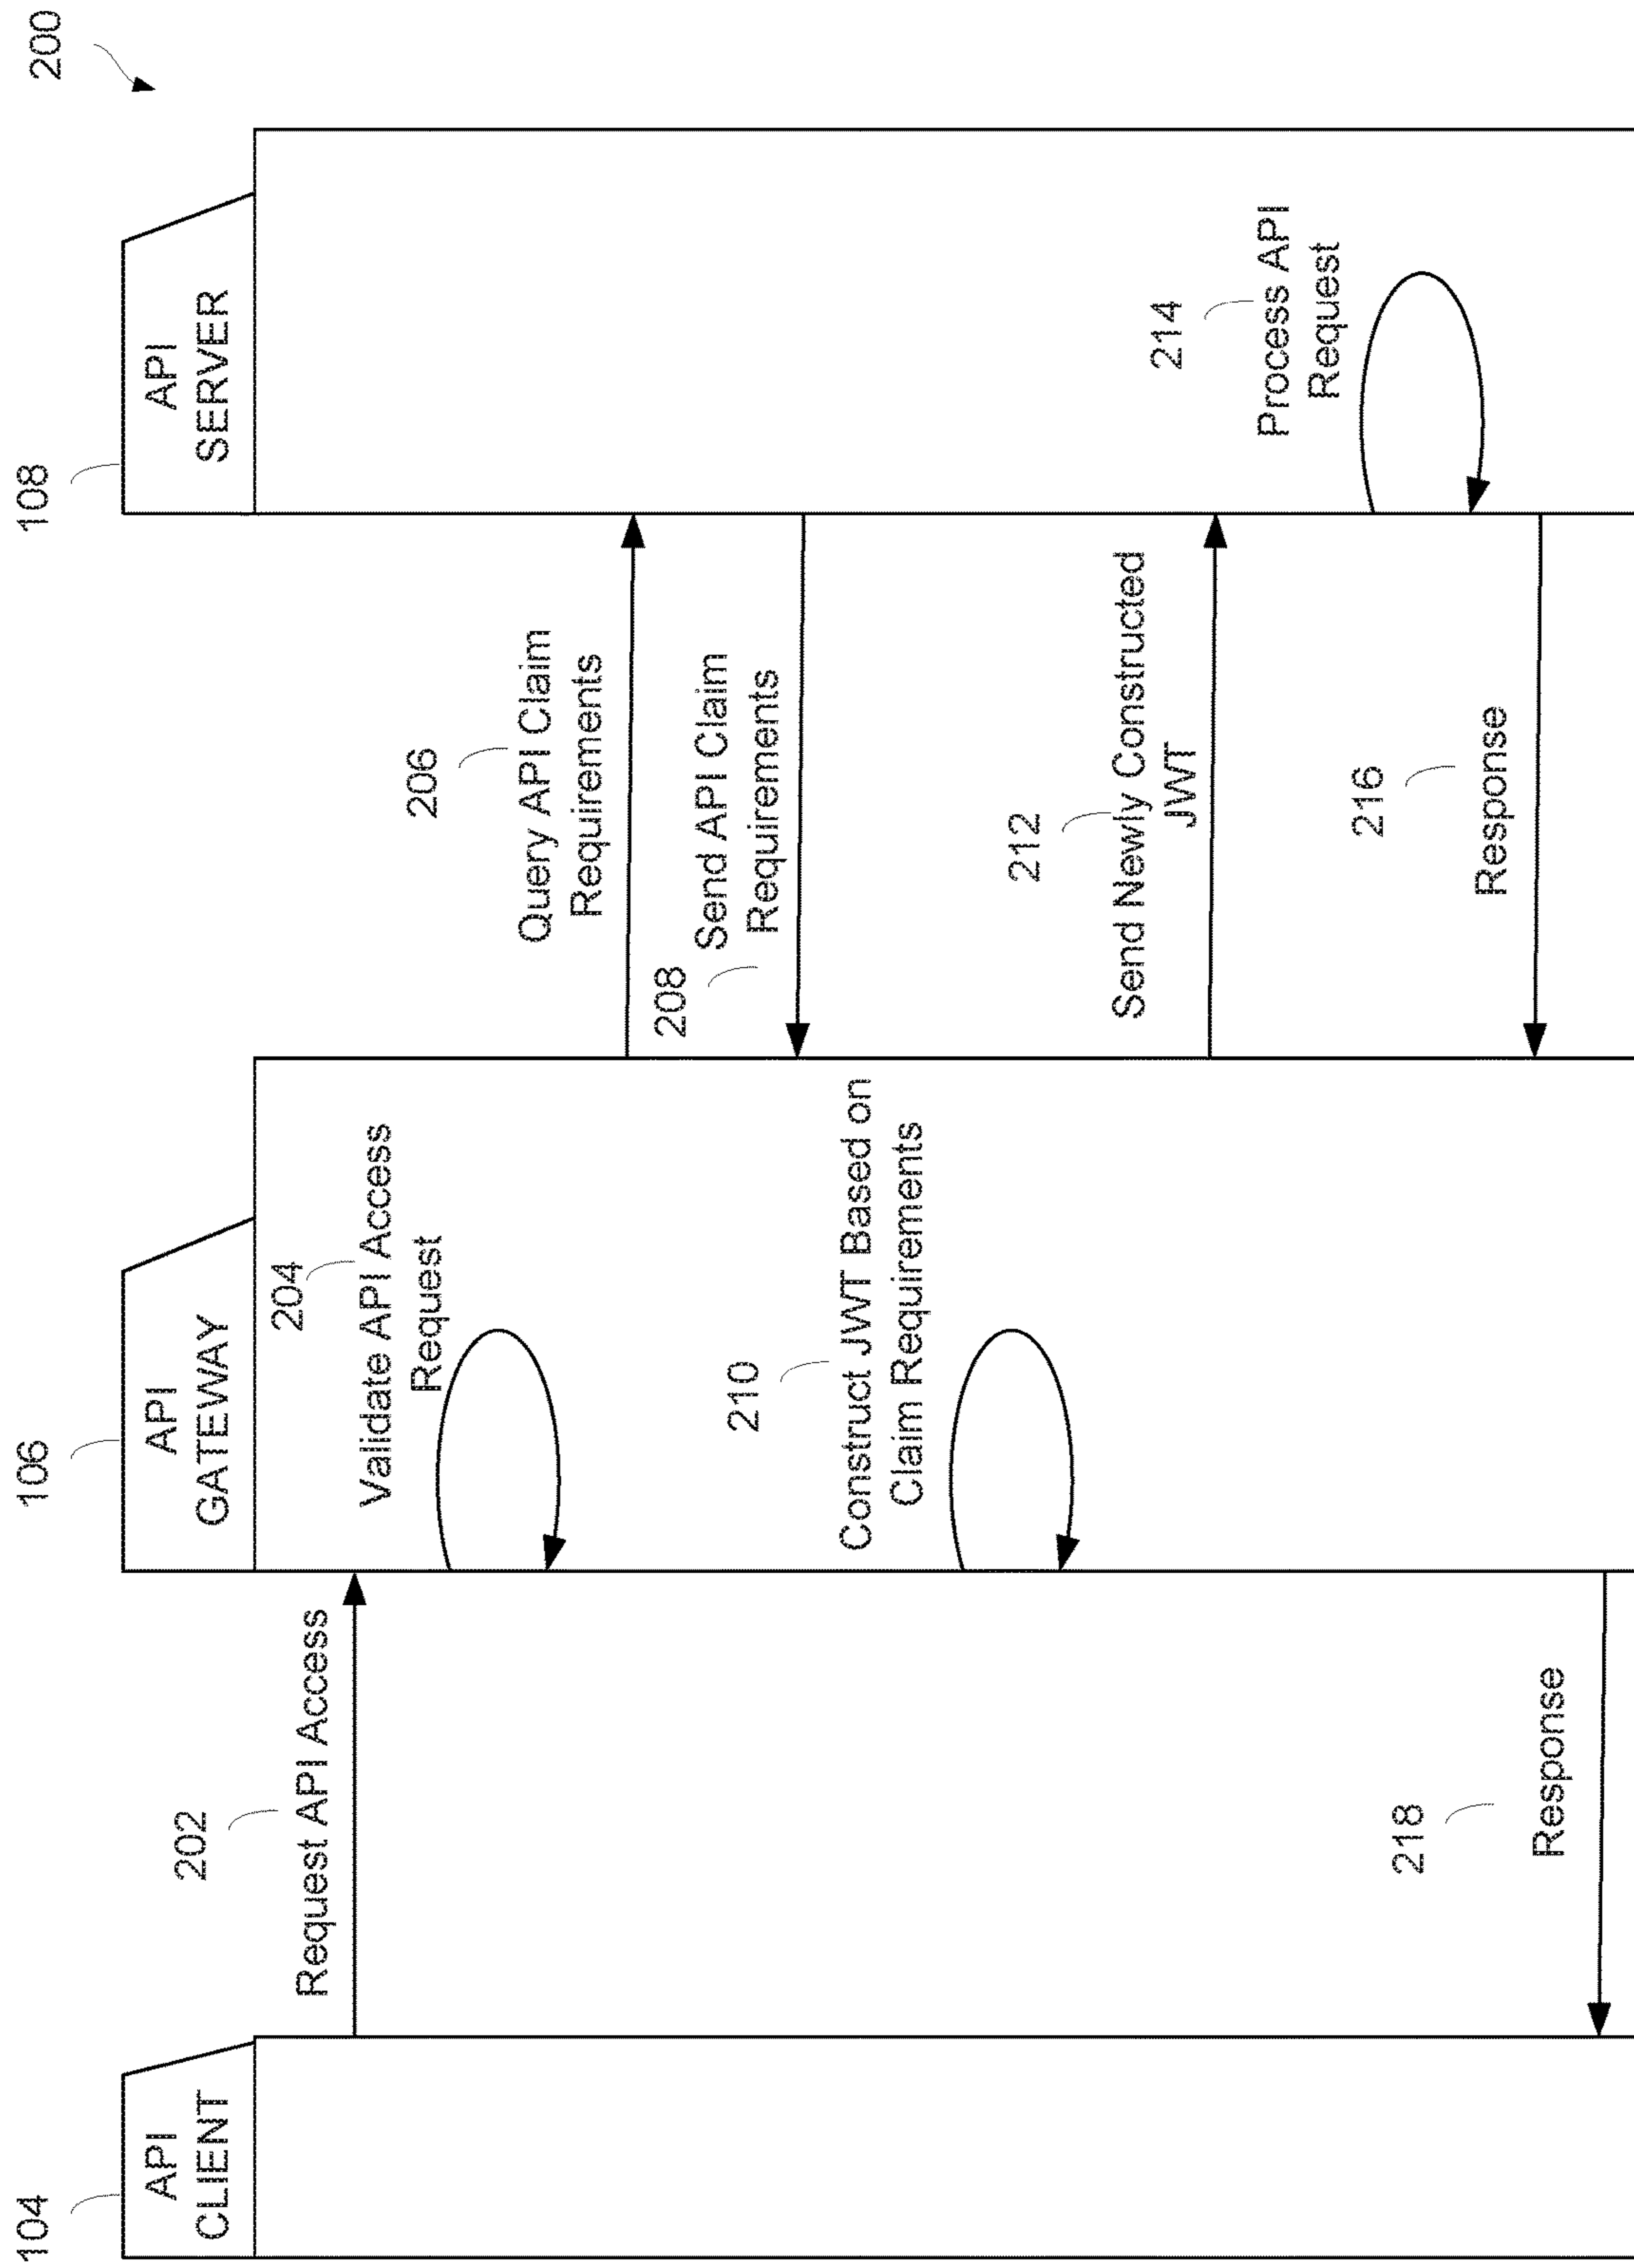 200
104
API
CLIENT
106
API
GATEWAY
108
API
SERVER
202
Request API Access
204
Validate API Access
Request
206
Query API Claim
Requirements
208
Send API Claim
Requirements
210
Construct JWT Based on
Claim Requirements
212
Send Newly Constructed
JWT
214
Process API
Request
216
Response
218
Response